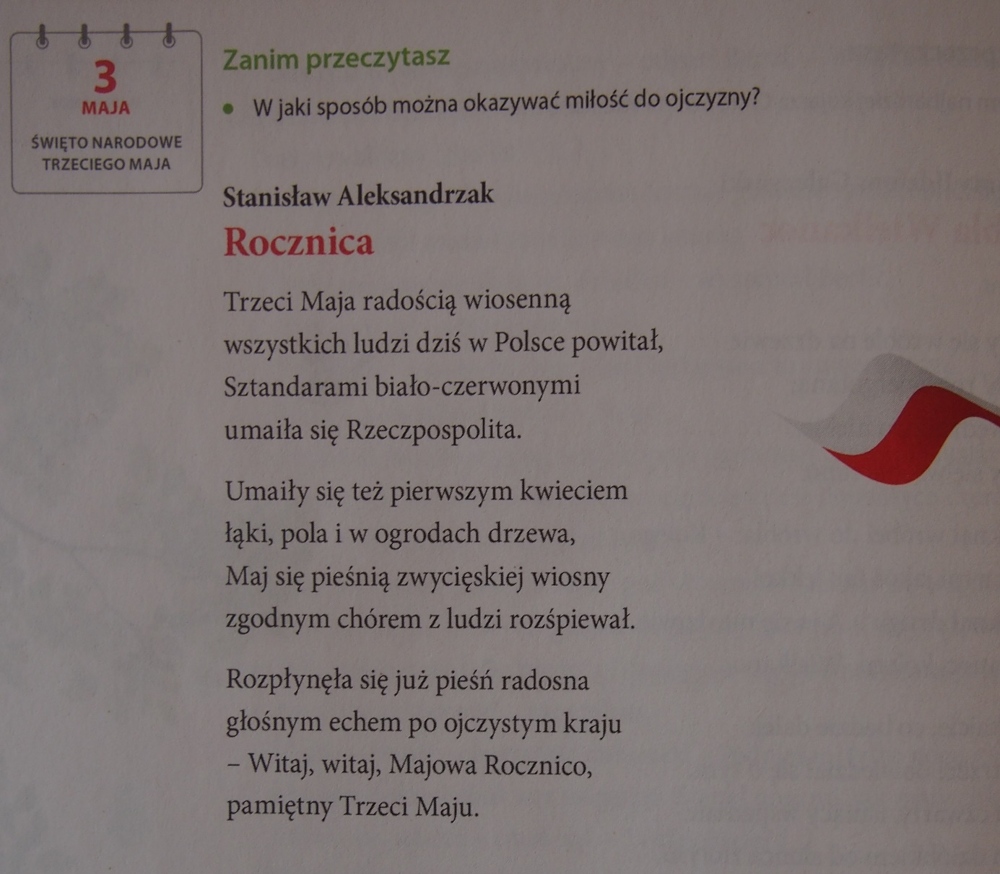 3
MAJA
ŚWIĘTO NARODOWE
TRZECIEGO MAJA
Zanim przeczytasz
• W jaki sposób można okazywać miłość do ojczyzny?
Stanisław Aleksandrzak
Rocznica
Trzeci Maja radością wiosenną
wszystkich ludzi dziś w Polsce powitał,
Sztandarami biało-czerwonymi
umaiła się Rzeczpospolita.
Umaiły się też pierwszym kwieciem
łąki, pola i w ogrodach drzewa,
Maj się pieśnią zwycięskiej wiosny
zgodnym chórem z ludzi rozśpiewał.
Rozpłynęła się już pieśń radosna
głośnym echem po ojczystym kraju
– Witaj, witaj, Majowa Rocznico,
pamiętny Trzeci Maju.